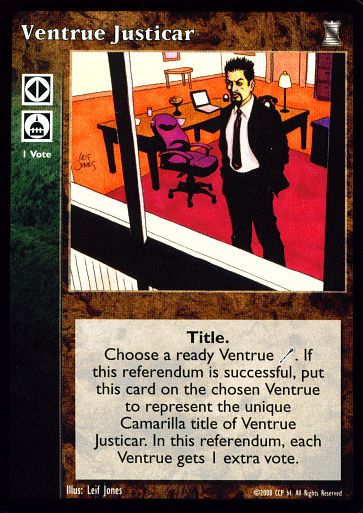 Ventrue Justicar
1 Vote
LEIF
JONES
Title.
Choose a ready Ventrue . If
this referendum is successful, put
this card on the chosen Ventrue
to represent the unique
Camarilla title of Ventrue
Justicar. In this referendum, each
Ventrue gets 1 extra vote.
Illus: Leif Jones
©2008 CCP hf. All Rights Reserved